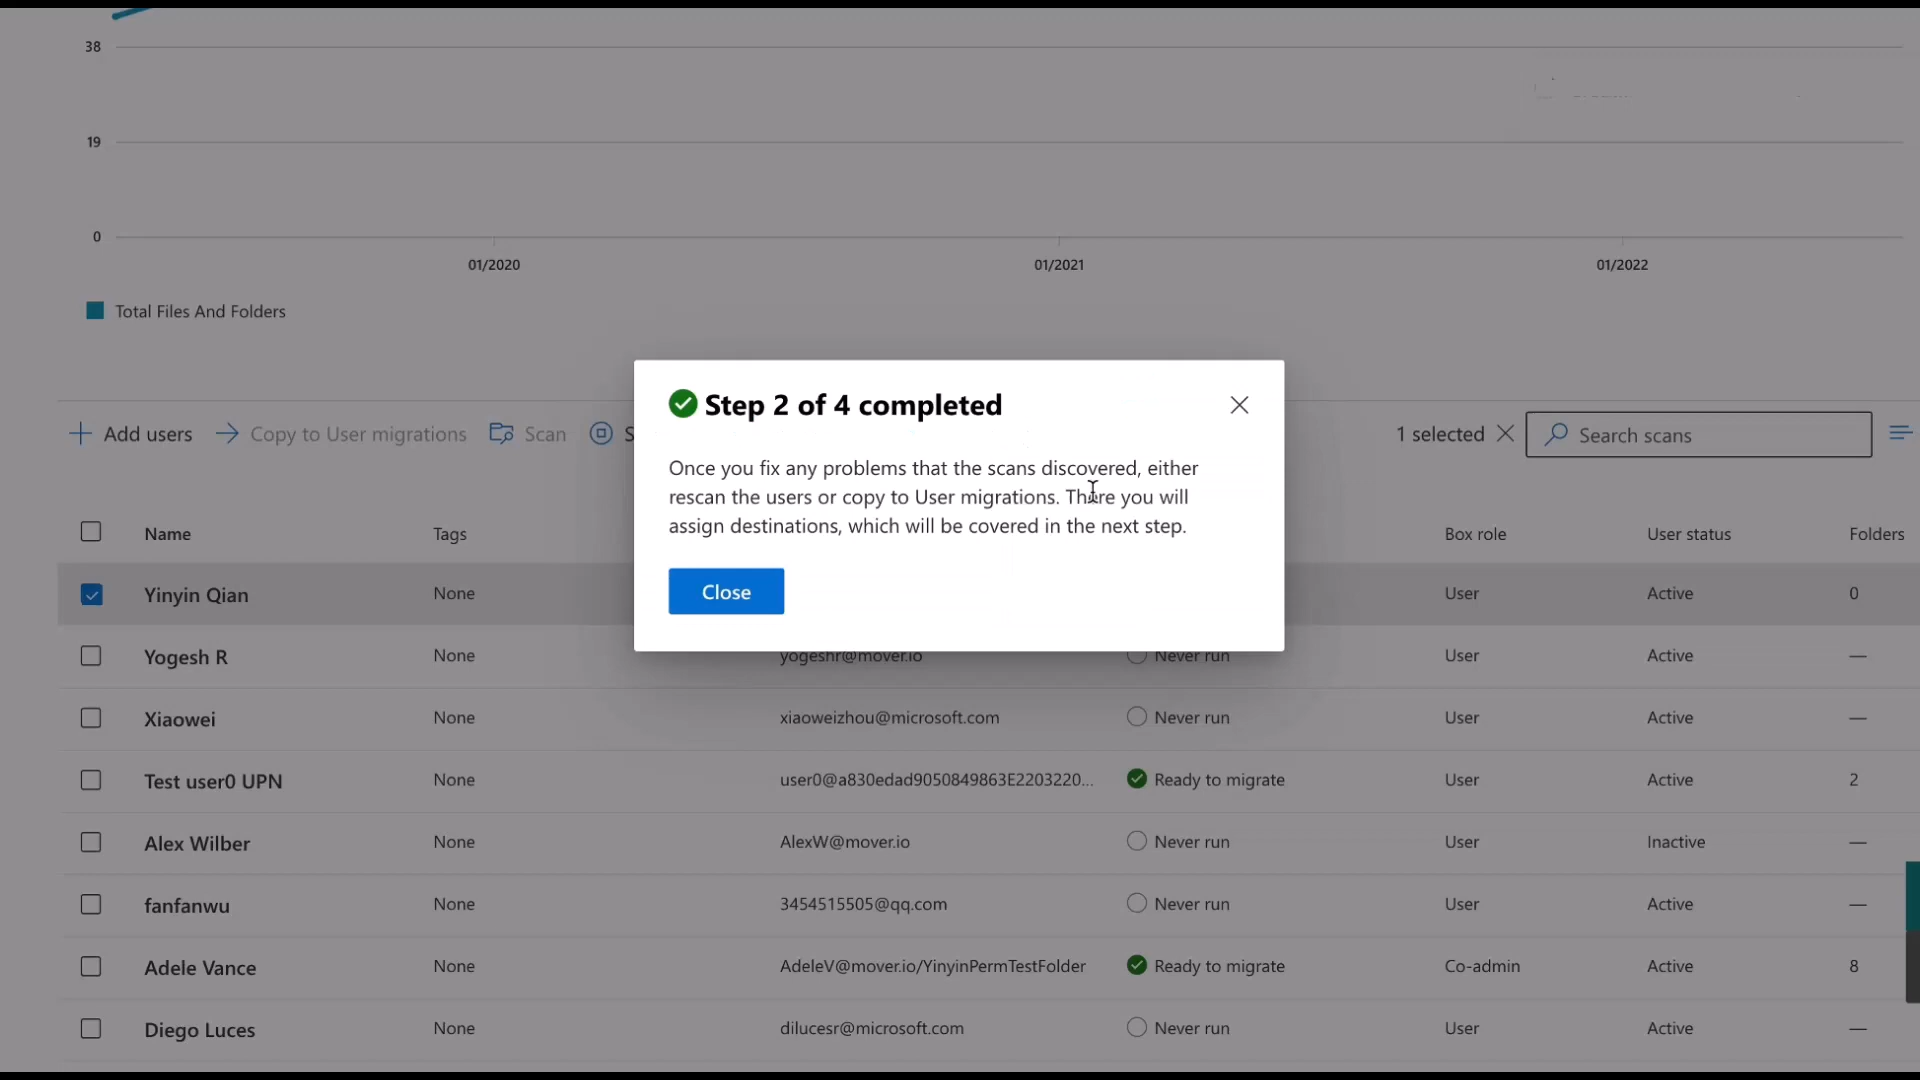 38
19
0
01/2020 01/2021 01/2022
Total Files And Folders
Step 2 of 4 completed
Once you fix any problems that the scans discovered, either
rescan the users or copy to User migrations. There you will
assign destinations, which will be covered in the next step.
Close
Add users Copy to User migrations Scan S 1 selected Search scans
Name Tags Box role User status Folders
Yinyin Qian None User Active 0
Yogesh R None yogeshr@mover.io Never run User Active —
Xiaowei None xiaoweizhou@microsoft.com Never run User Active —
Test user0 UPN None user0@a830edad9050849863E2203220... Ready to migrate User Active 2
Alex Wilber None AlexW@mover.io Never run User Inactive —
fanfanwu None 3454515505@qq.com Never run User Active —
Adele Vance None AdeleV@mover.io/YinyinPermTestFolder Ready to migrate Co-admin Active 8
Diego Luces None dilucesr@microsoft.com Never run User Active —